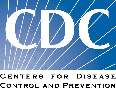 CDC
CENTERS FOR DISEASE
CONTROL AND PREVENTION